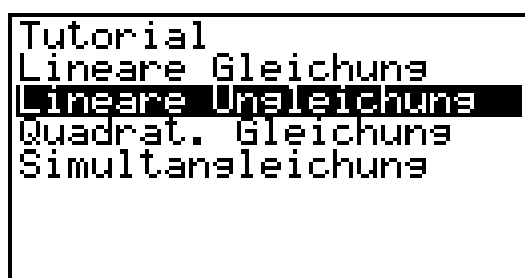 Tutorial
Lineare Gleichung
Lineare Ungleichung
Quadrat. Gleichung
Simultangleichung